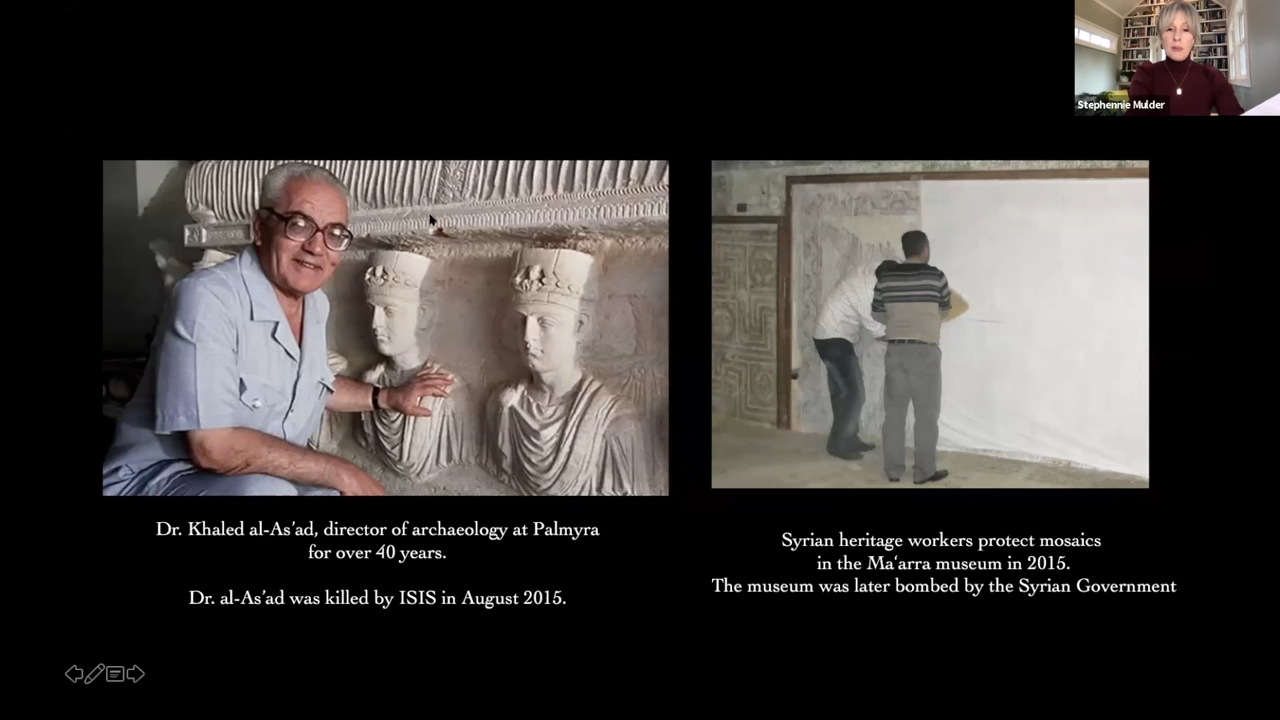 Stephennie Mulder
Dr. Khaled al-As’ad, director of archaeology at Palmyra
for over 40 years.
Dr. al-As’ad was killed by ISIS in August 2015.
Syrian heritage workers protect mosaics
in the Ma‘arra museum in 2015.
The museum was later bombed by the Syrian Government